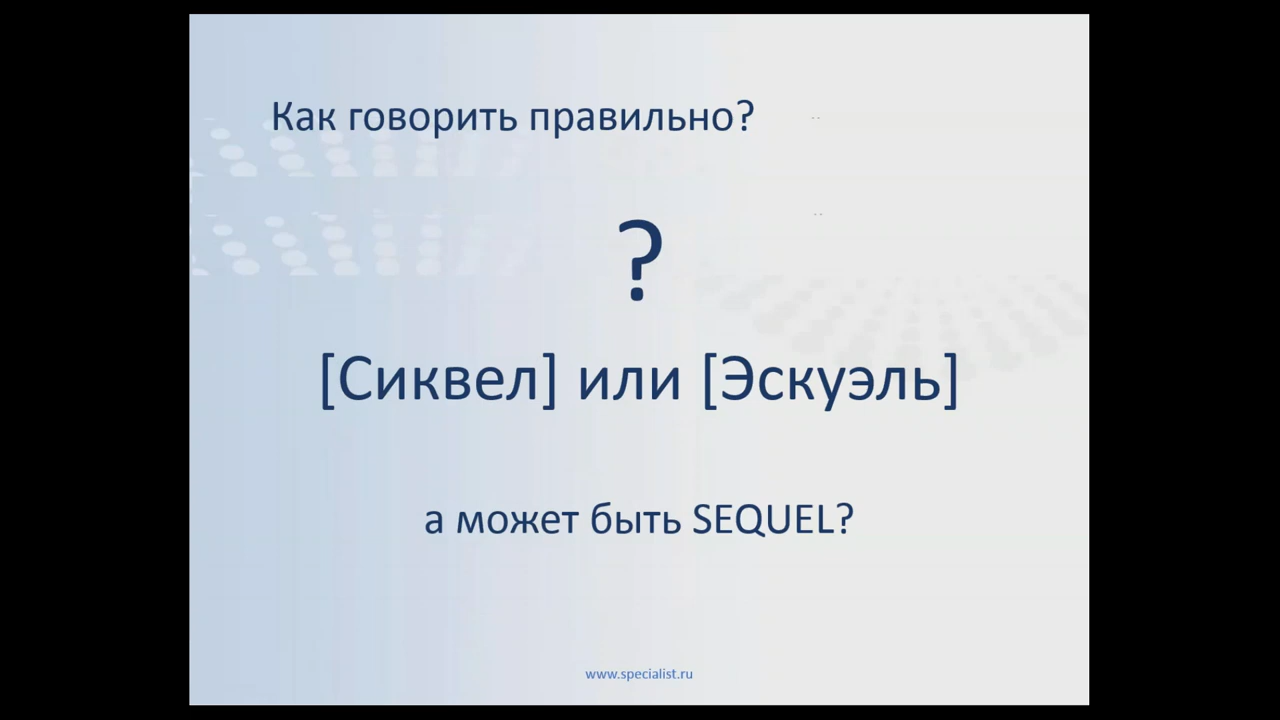 Как говорить правильно?
?
[Сиквел] или [Эскуэль]
а может быть SEQUEL?
www.specialist.ru